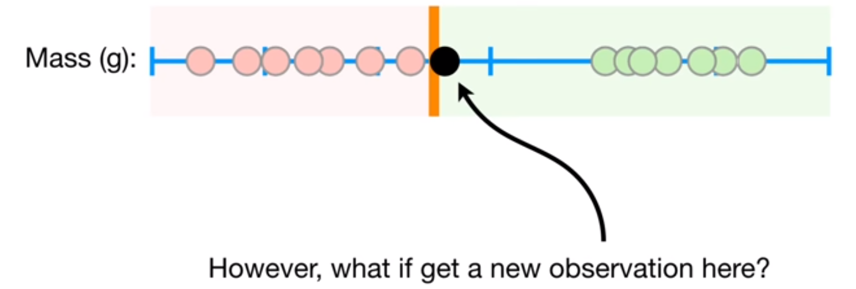 Mass (g):
However, what if get a new observation here?